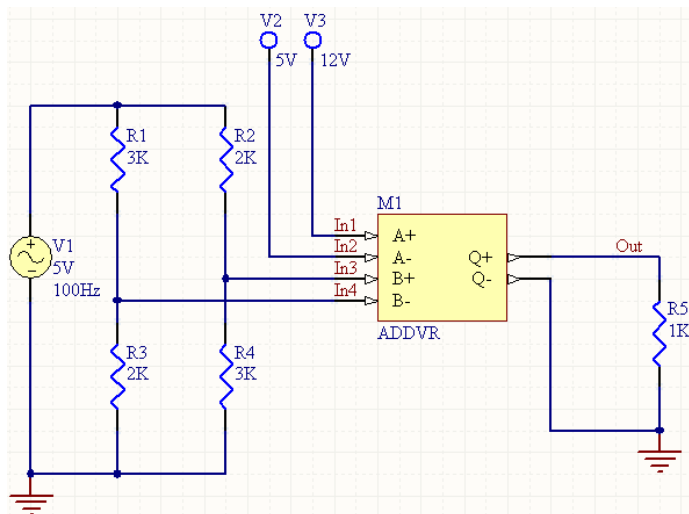 V2 V3
5V 12V
R1 R2
3K 2K
M1
In1 A+
In2 A- Q+ Out
In3 B+ Q-
In4 B-
V1
5V
100Hz
R5
1K
ADDVR
R3 R4
2K 3K